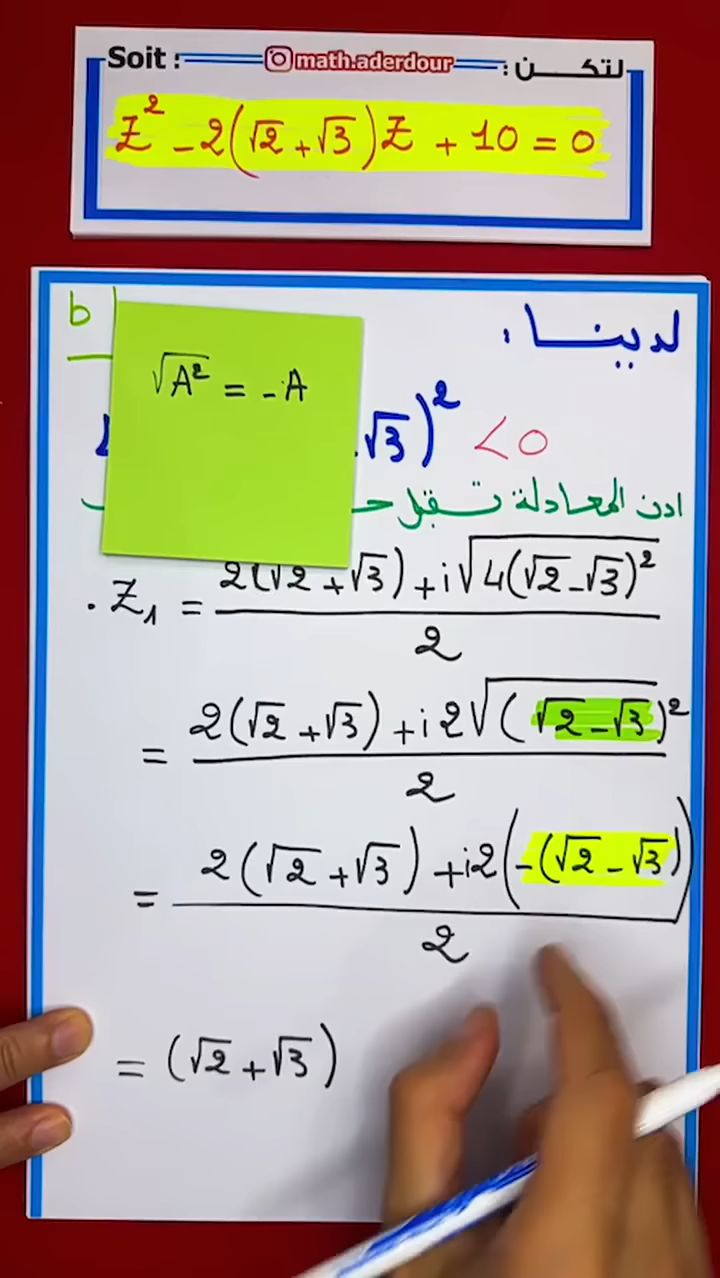 Soit : math.aderdour لتكن :
Z² - 2(√2 + √3)Z + 10 = 0
b لدينا :
√A² = -A
√3)² < 0
اذن المعادلة تقبل
. Z₁ = 2(√2 + √3) + i√4(√2 - √3)² / 2
= 2(√2 + √3) + i2√(√2 - √3)² / 2
= 2(√2 + √3) + i2(-(√2 - √3)) / 2
= (√2 + √3)